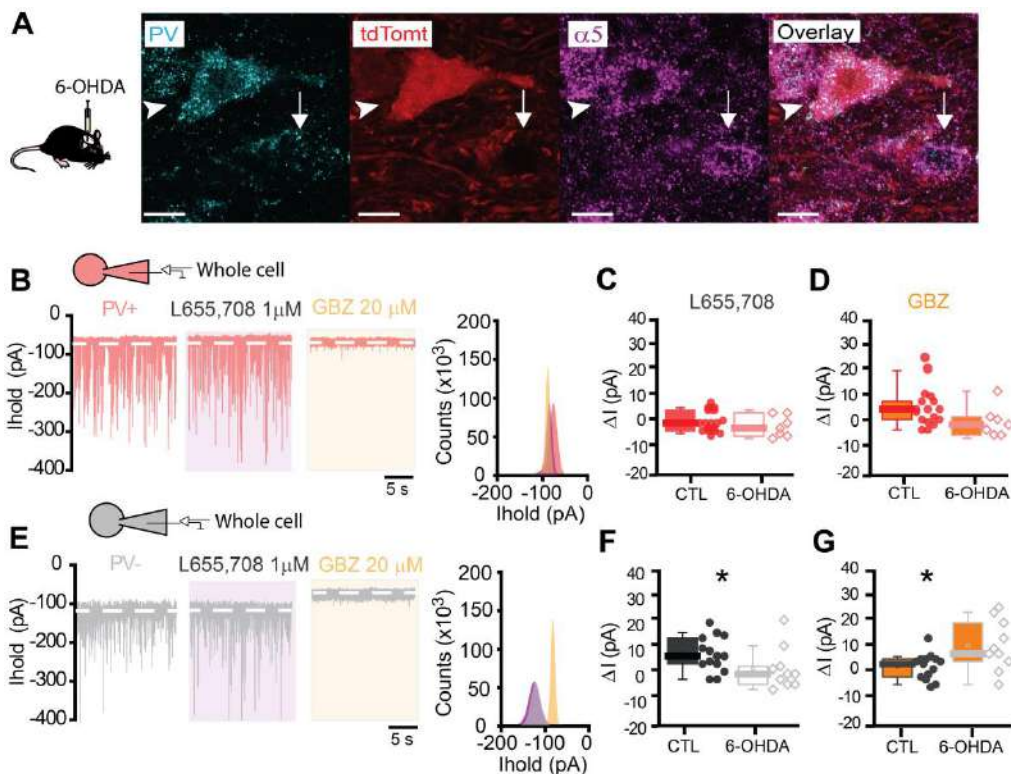 A
6-OHDA
PV
tdTomt
α5
Overlay
B
Whole cell
PV+
L655,708 1μM
GBZ 20 μM
0
-100
-200
-300
-400
Ihold (pA)
5 s
200
150
100
50
0
Counts (x10³)
-200 -100 0
Ihold (pA)
C
L655,708
40
20
10
0
-10
-20
ΔI (pA)
CTL 6-OHDA
D
GBZ
40
20
10
0
-10
-20
ΔI (pA)
CTL 6-OHDA
E
Whole cell
PV-
L655,708 1μM
GBZ 20 μM
0
-100
-200
-300
-400
Ihold (pA)
5 s
200
150
100
50
0
Counts (x10³)
-200 -100 0
Ihold (pA)
F
*
40
20
10
0
-10
-20
ΔI (pA)
CTL 6-OHDA
G
*
40
20
10
0
-10
-20
ΔI (pA)
CTL 6-OHDA